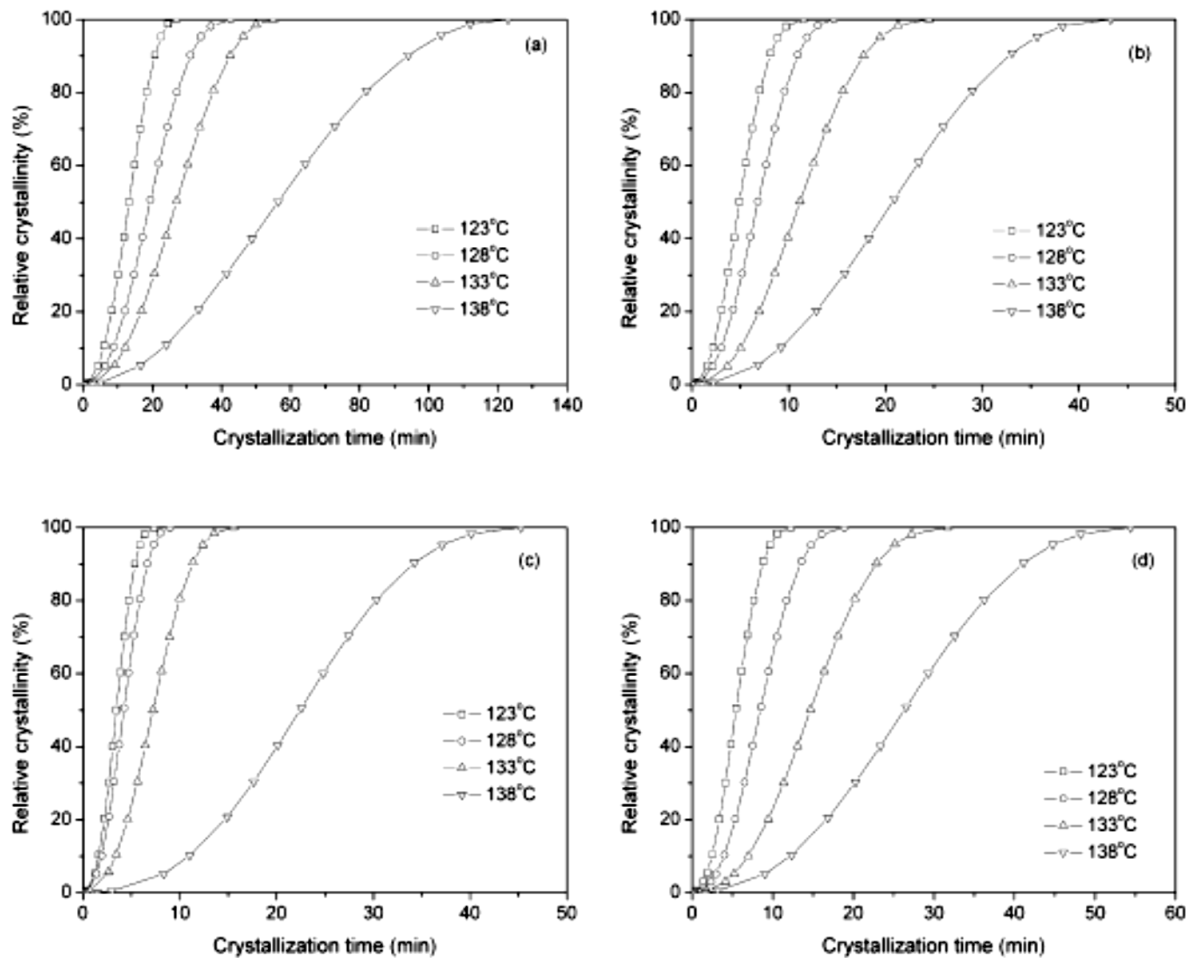 (a)
Relative crystallinity (%)
100
80
60
40
20
0
123°C
128°C
133°C
138°C
0 20 40 60 80 100 120 140
Crystallization time (min)
(b)
Relative crystallinity (%)
100
80
60
40
20
0
123°C
128°C
133°C
138°C
0 10 20 30 40 50
Crystallization time (min)
(c)
Relative crystallinity (%)
100
80
60
40
20
0
123°C
128°C
133°C
138°C
0 10 20 30 40 50
Crystallization time (min)
(d)
Relative crystallinity (%)
100
80
60
40
20
0
123°C
128°C
133°C
138°C
0 10 20 30 40 50 60
Crystallization time (min)